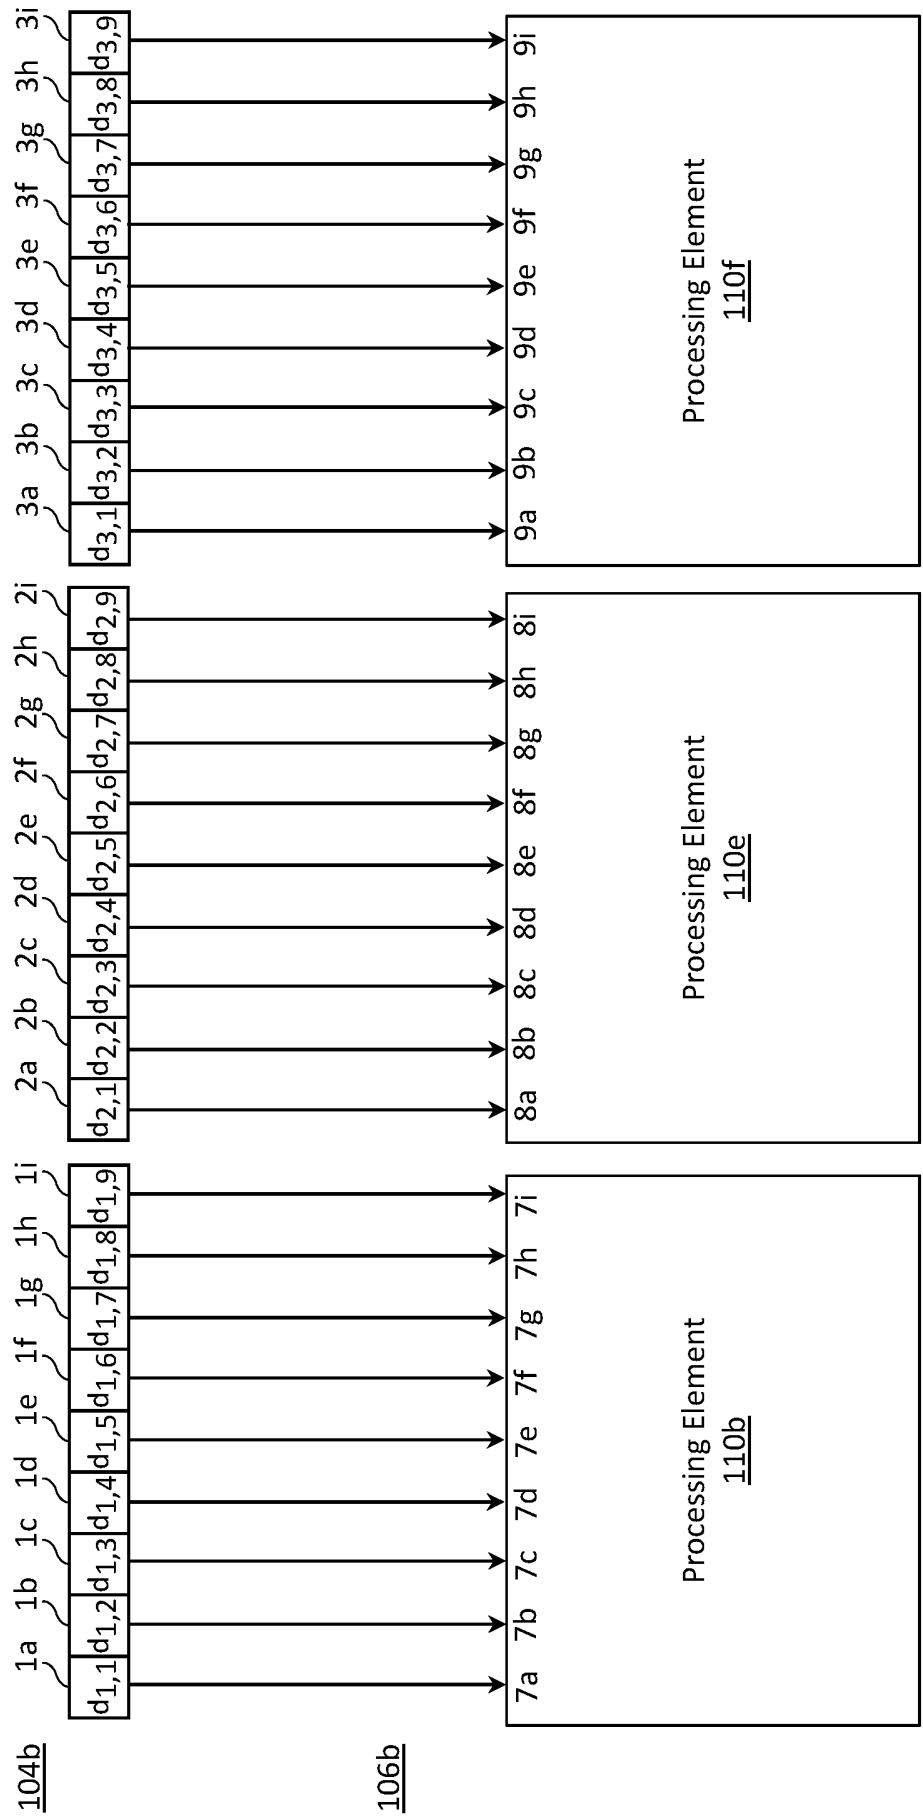 104b
1a 1b 1c 1d 1e 1f 1g 1h 1i 2a 2b 2c 2d 2e 2f 2g 2h 2i 3a 3b 3c 3d 3e 3f 3g 3h 3i
d1,1 d1,2 d1,3 d1,4 d1,5 d1,6 d1,7 d1,8 d1,9 d2,1 d2,2 d2,3 d2,4 d2,5 d2,6 d2,7 d2,8 d2,9 d3,1 d3,2 d3,3 d3,4 d3,5 d3,6 d3,7 d3,8 d3,9
106b
7a 7b 7c 7d 7e 7f 7g 7h 7i 8a 8b 8c 8d 8e 8f 8g 8h 8i 9a 9b 9c 9d 9e 9f 9g 9h 9i
Processing Element
110b
Processing Element
110e
Processing Element
110f